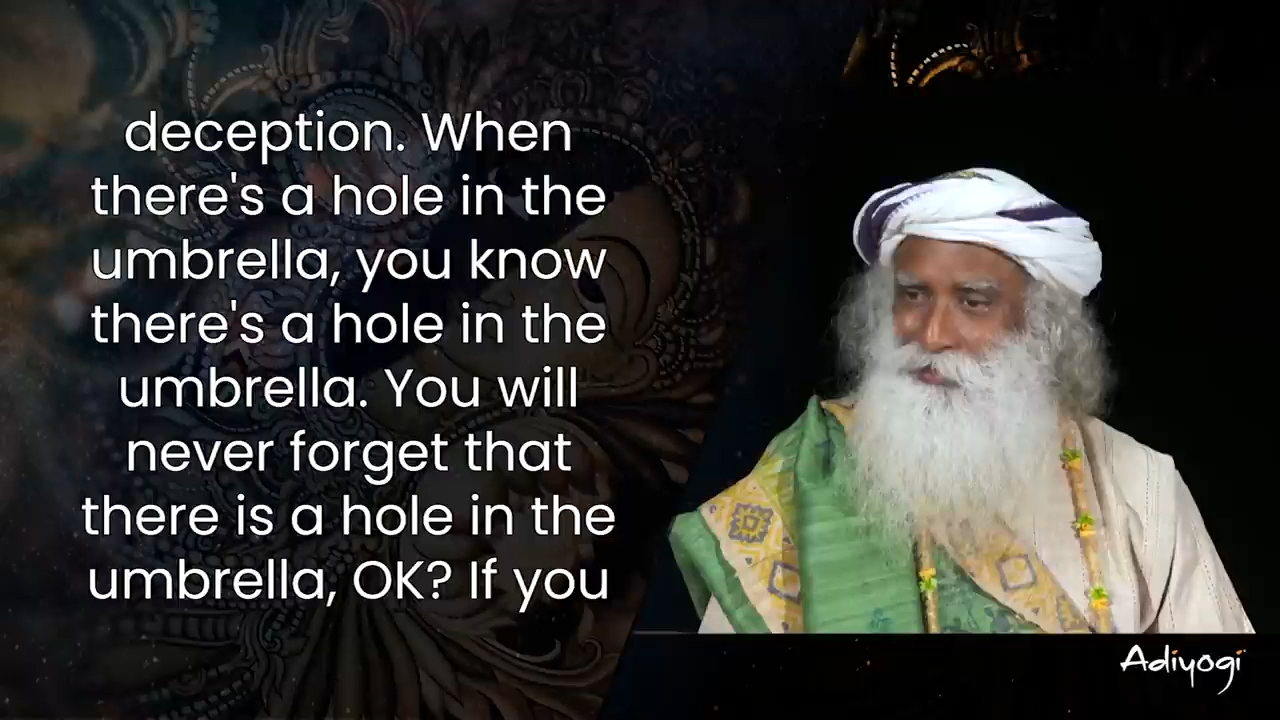 deception. When
there's a hole in the
umbrella, you know
there's a hole in the
umbrella. You will
never forget that
there is a hole in the
umbrella, OK? If you
Adiyogi